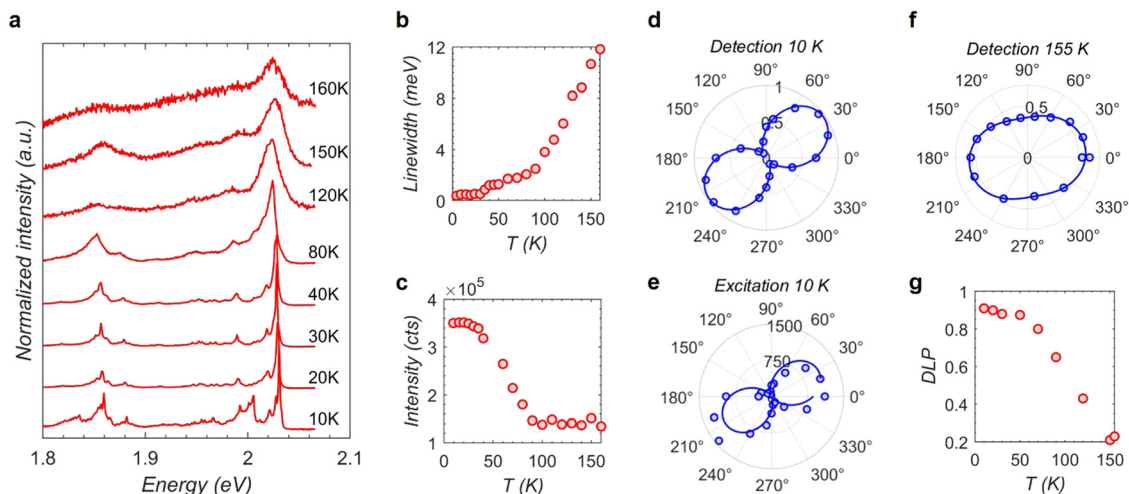 a
Normalized intensity (a.u.)
160K
150K
120K
80K
40K
30K
20K
10K
1.8
1.9
2
2.1
Energy (eV)
b
Linewidth (meV)
12
8
4
0
0
50
100
150
T (K)
c
× 10⁵
Intensity (cts)
4
3
2
1
0
50
100
150
T (K)
d
Detection 10 K
90°
120°
60°
150°
30°
180°
0°
210°
330°
240°
300°
270°
1
0.5
0
e
Excitation 10 K
90°
120°
60°
150°
30°
180°
0°
210°
330°
240°
300°
270°
1500
750
f
Detection 155 K
90°
120°
60°
150°
30°
180°
0°
210°
330°
240°
300°
270°
0.5
0
g
DLP
1
0.8
0.6
0.4
0.2
0
50
100
150
T (K)